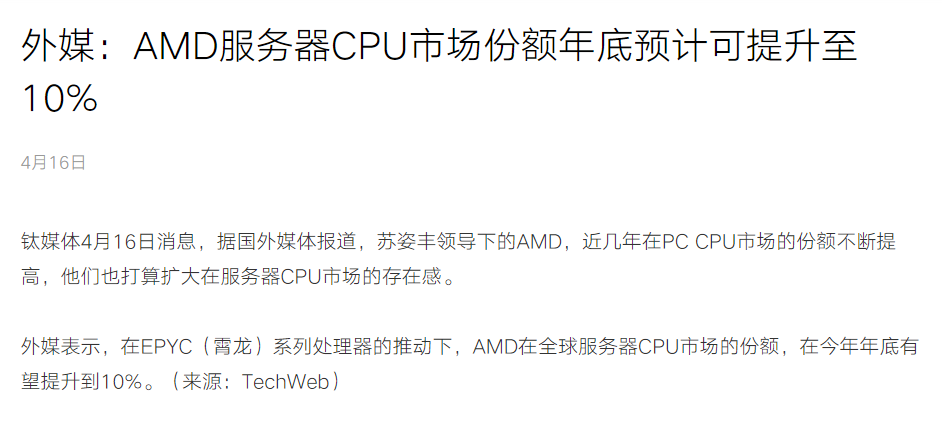 外媒：AMD服务器CPU市场份额年底预计可提升至
10%
4月16日
钛媒体4月16日消息，据国外媒体报道，苏姿丰领导下的AMD，近几年在PC CPU市场的份额不断提
高，他们也打算扩大在服务器CPU市场的存在感。
外媒表示，在EPYC（霄龙）系列处理器的推动下，AMD在全球服务器CPU市场的份额，在今年年底有
望提升到10%。（来源：TechWeb）